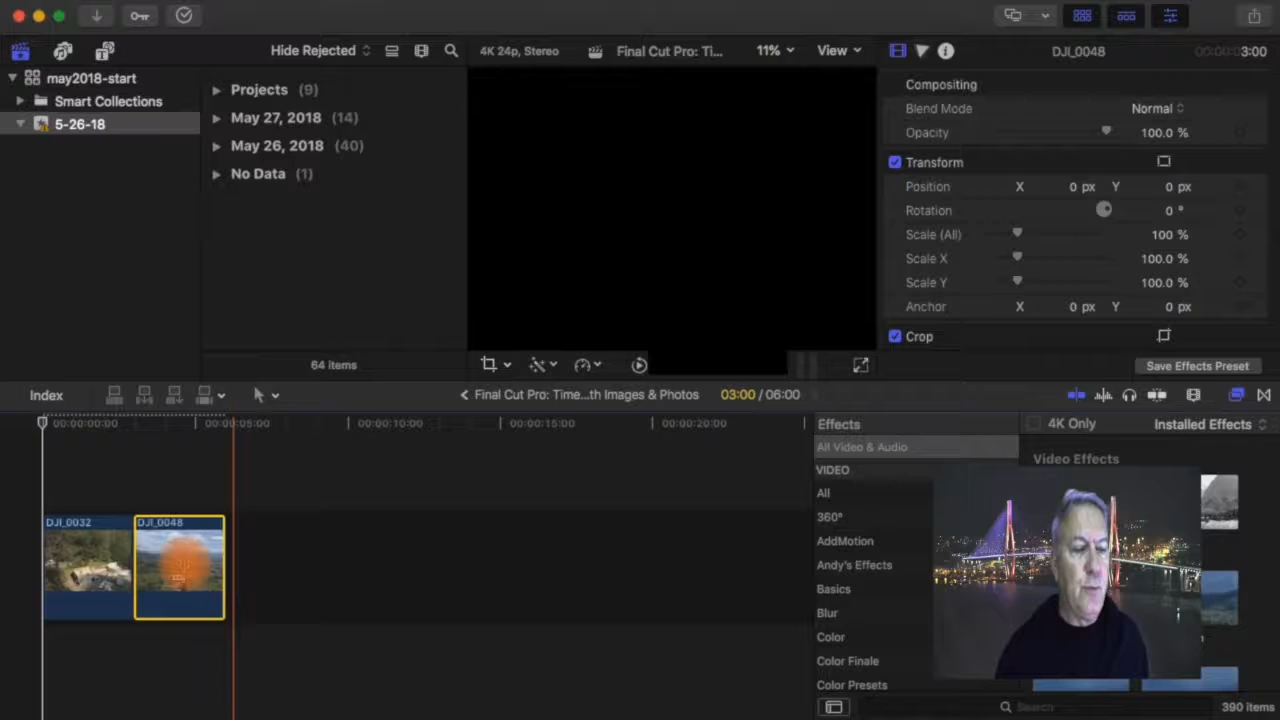 Hide Rejected
4K 24p, Stereo
Final Cut Pro: Ti...
11%
View
DJI_0048
3:00
may2018-start
Smart Collections
5-26-18
Projects (9)
May 27, 2018 (14)
May 26, 2018 (40)
No Data (1)
64 items
Compositing
Blend Mode Normal
Opacity 100.0 %
Transform
Position X 0 px Y 0 px
Rotation 0 °
Scale (All) 100 %
Scale X 100.0 %
Scale Y 100.0 %
Anchor X 0 px Y 0 px
Crop
Save Effects Preset
Index
Final Cut Pro: Time...th Images & Photos
03:00 / 06:00
00:00:00:00
00:00:05:00
00:00:10:00
00:00:15:00
00:00:20:00
DJI_0032
DJI_0048
Effects
4K Only
Installed Effects
All Video & Audio
VIDEO
All
360°
AddMotion
Andy's Effects
Basics
Blur
Color
Color Finale
Color Presets
Video Effects
Search
390 items